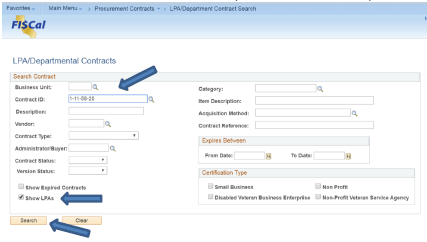 Favorites Main Menu > Procurement Contracts > LPA/Department Contract Search
FI$Cal
LPA/Departmental Contracts
Search Contract
Business Unit:
Contract ID: 1-11-58-20
Description:
Vendor:
Contract Type:
Administrator/Buyer:
Contract Status:
Version Status:
Show Expired Contracts
Show LPAs
Category:
Item Description:
Acquisition Method:
Contract Reference:
Expires Between
From Date: To Date:
Certification Type
Small Business Non Profit
Disabled Veteran Business Enterprise Non-Profit Veteran Service Agency
Search Clear